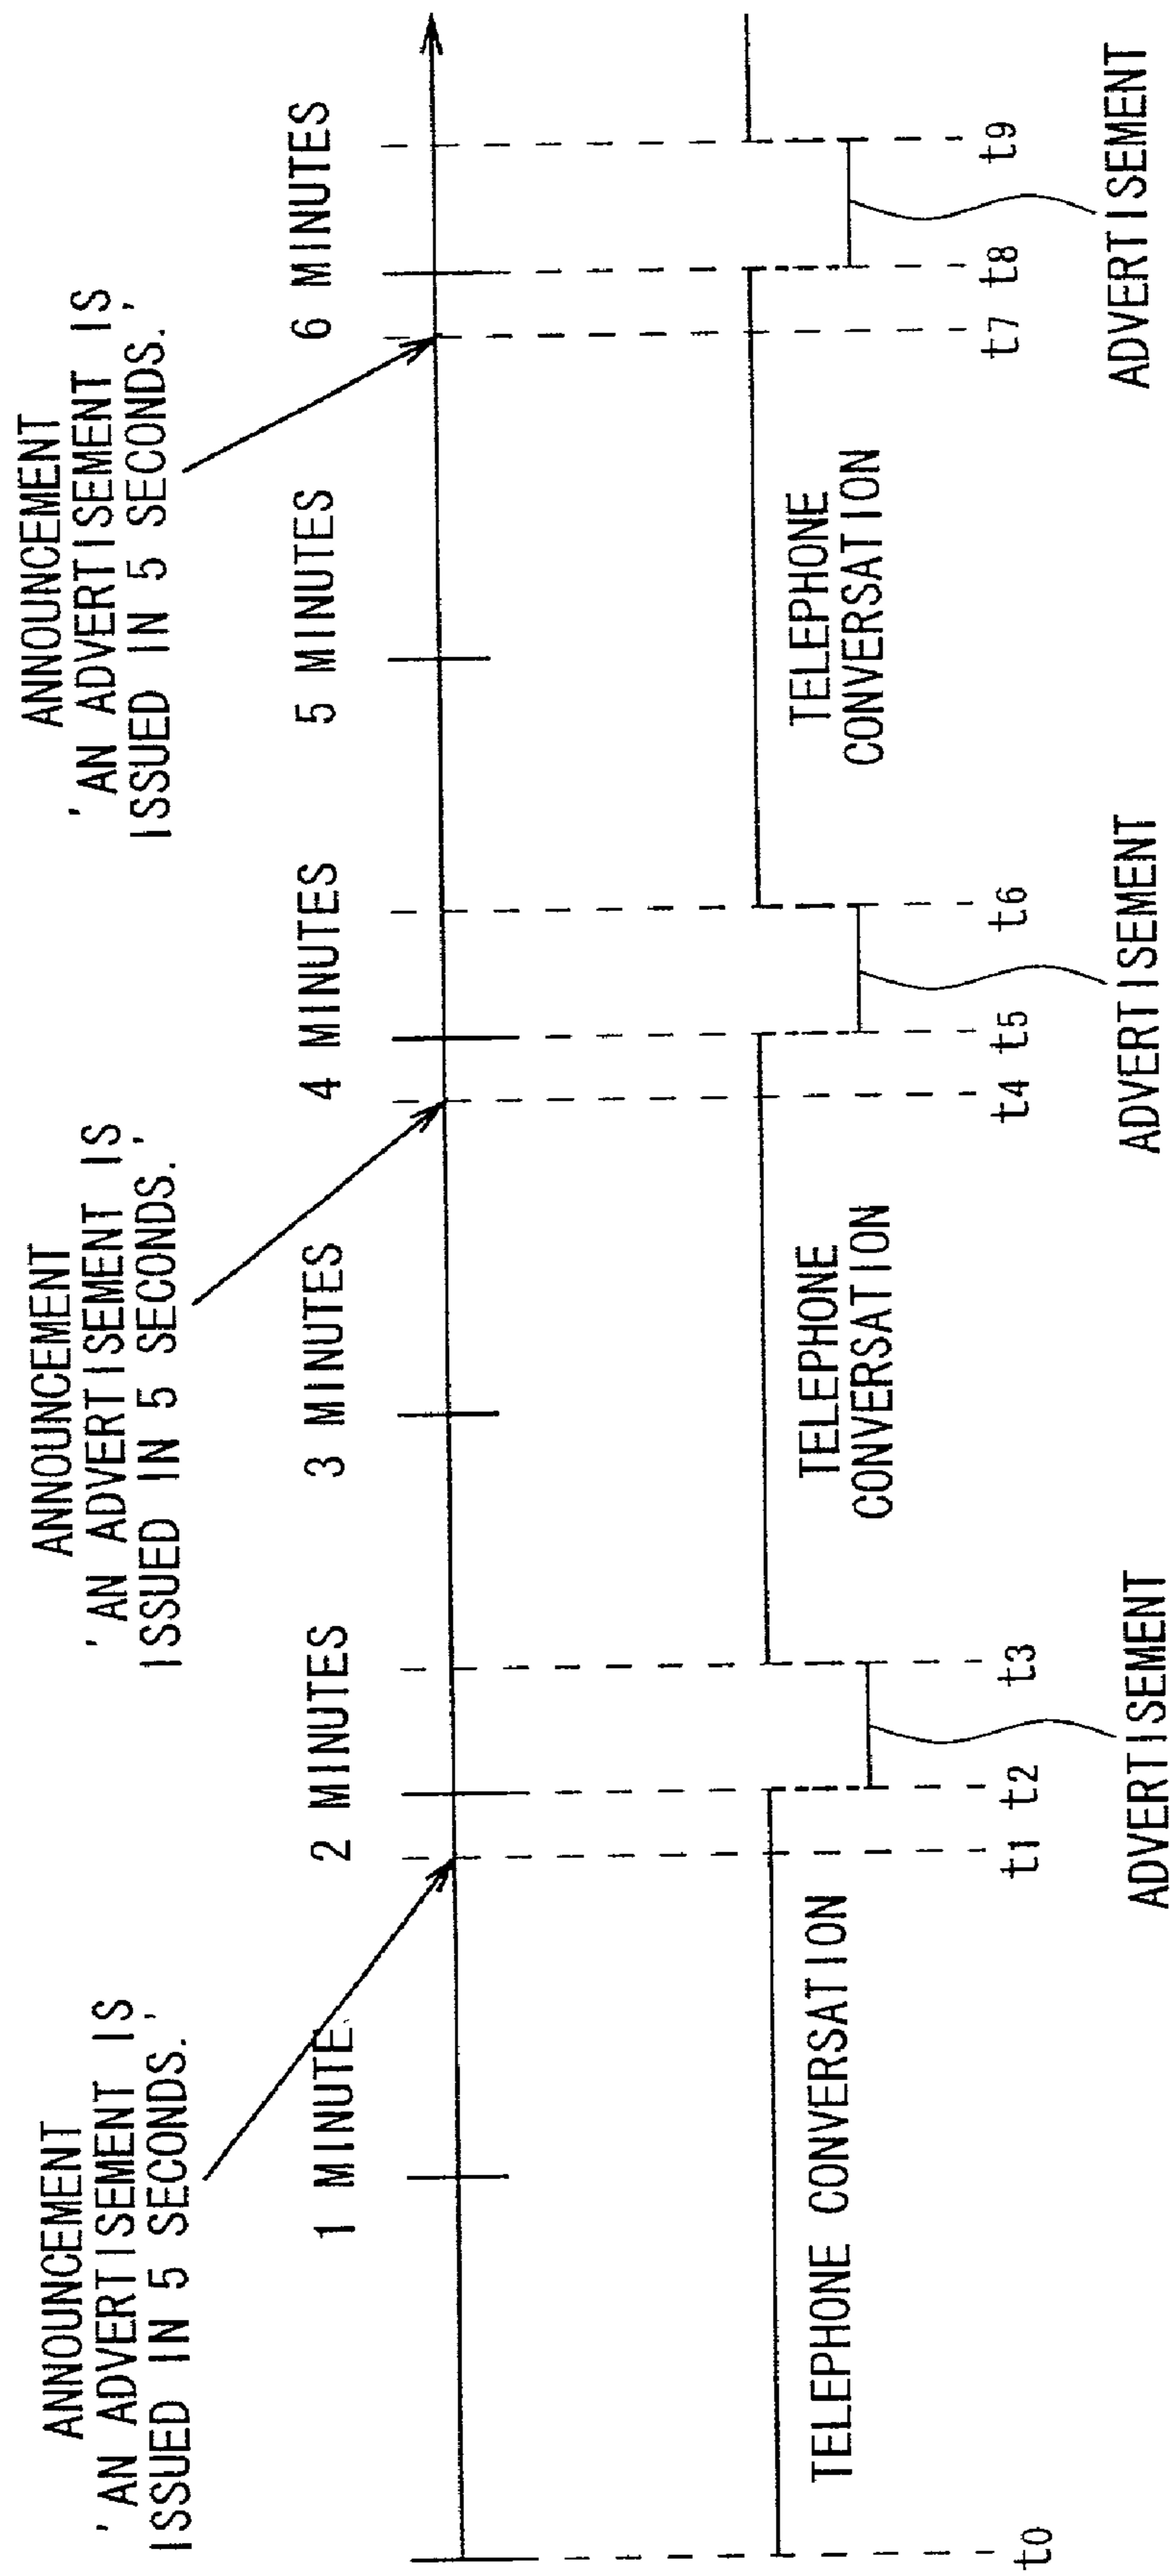 ANNOUNCEMENT
'AN ADVERTISEMENT IS
ISSUED IN 5 SECONDS.'
ANNOUNCEMENT
'AN ADVERTISEMENT IS
ISSUED IN 5 SECONDS.'
ANNOUNCEMENT
'AN ADVERTISEMENT IS
ISSUED IN 5 SECONDS.'
1 MINUTE
2 MINUTES
3 MINUTES
4 MINUTES
5 MINUTES
6 MINUTES
TELEPHONE CONVERSATION
TELEPHONE
CONVERSATION
TELEPHONE
CONVERSATION
t0
t1
t2
t3
t4
t5
t6
t7
t8
t9
ADVERTISEMENT
ADVERTISEMENT
ADVERTISEMENT